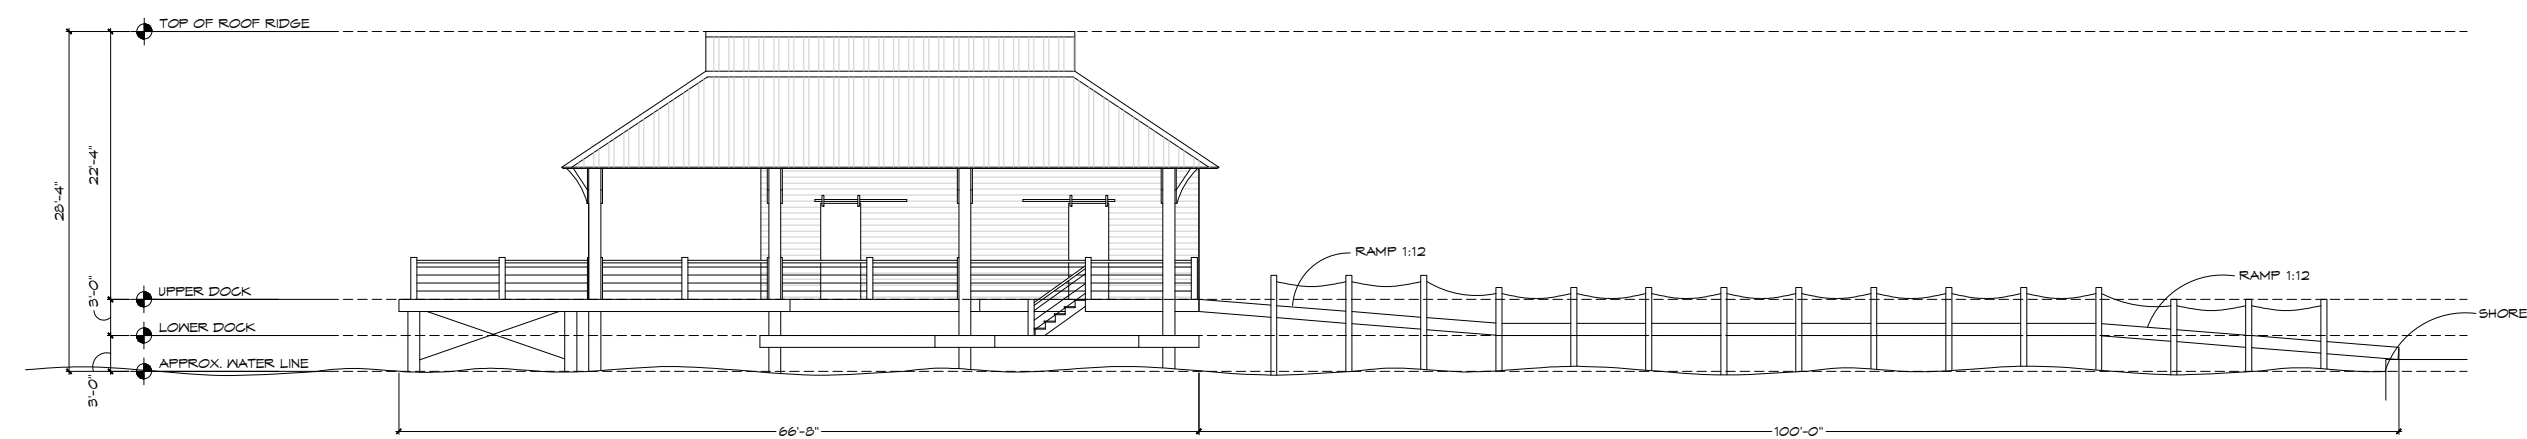 TOP OF ROOF RIDGE
22'-4"
28'-4"
RAMP 1:12
RAMP 1:12
UPPER DOCK
3'-0"
SHORE
LOWER DOCK
APPROX. WATER LINE
3'-0"
66'-8"
100'-0"